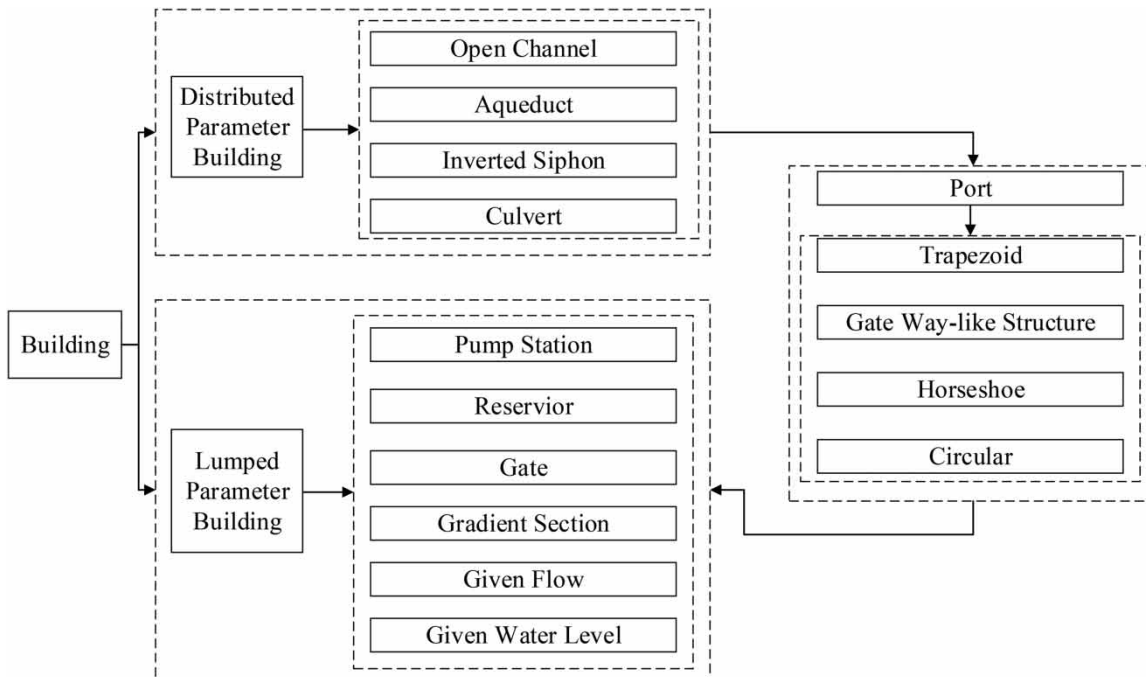 Building
Distributed
Parameter
Building
Open Channel
Aqueduct
Inverted Siphon
Culvert
Lumped
Parameter
Building
Pump Station
Reservior
Gate
Gradient Section
Given Flow
Given Water Level
Port
Trapezoid
Gate Way-like Structure
Horseshoe
Circular